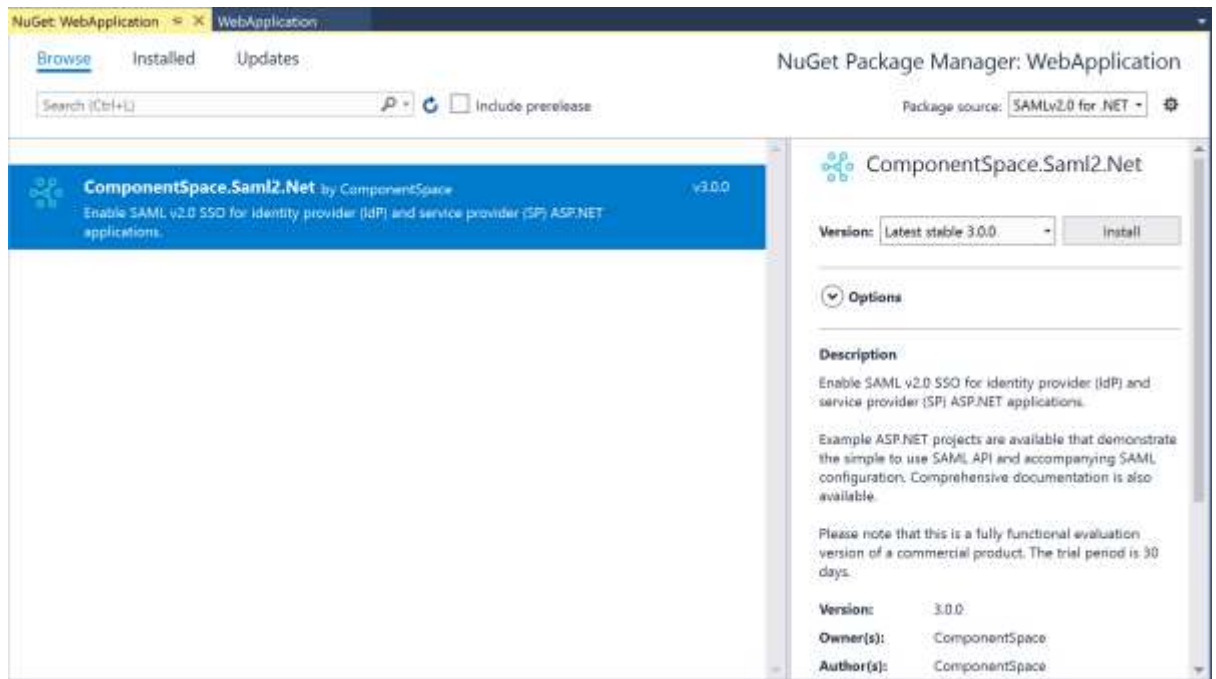 NuGet: WebApplication
WebApplication
Browse Installed Updates
NuGet Package Manager: WebApplication
Search (Ctrl+L)
Include prerelease
Package source: SAMLv2.0 for .NET
ComponentSpace.Saml2.Net by ComponentSpace
v3.0.0
Enable SAML v2.0 SSO for identity provider (IdP) and service provider (SP) ASP.NET
applications.
ComponentSpace.Saml2.Net
Version: Latest stable 3.0.0
Install
Options
Description
Enable SAML v2.0 SSO for identity provider (IdP) and
service provider (SP) ASP.NET applications.
Example ASP.NET projects are available that demonstrate
the simple to use SAML API and accompanying SAML
configuration. Comprehensive documentation is also
available.
Please note that this is a fully functional evaluation
version of a commercial product. The trial period is 30
days.
Version: 3.0.0
Owner(s): ComponentSpace
Author(s): ComponentSpace